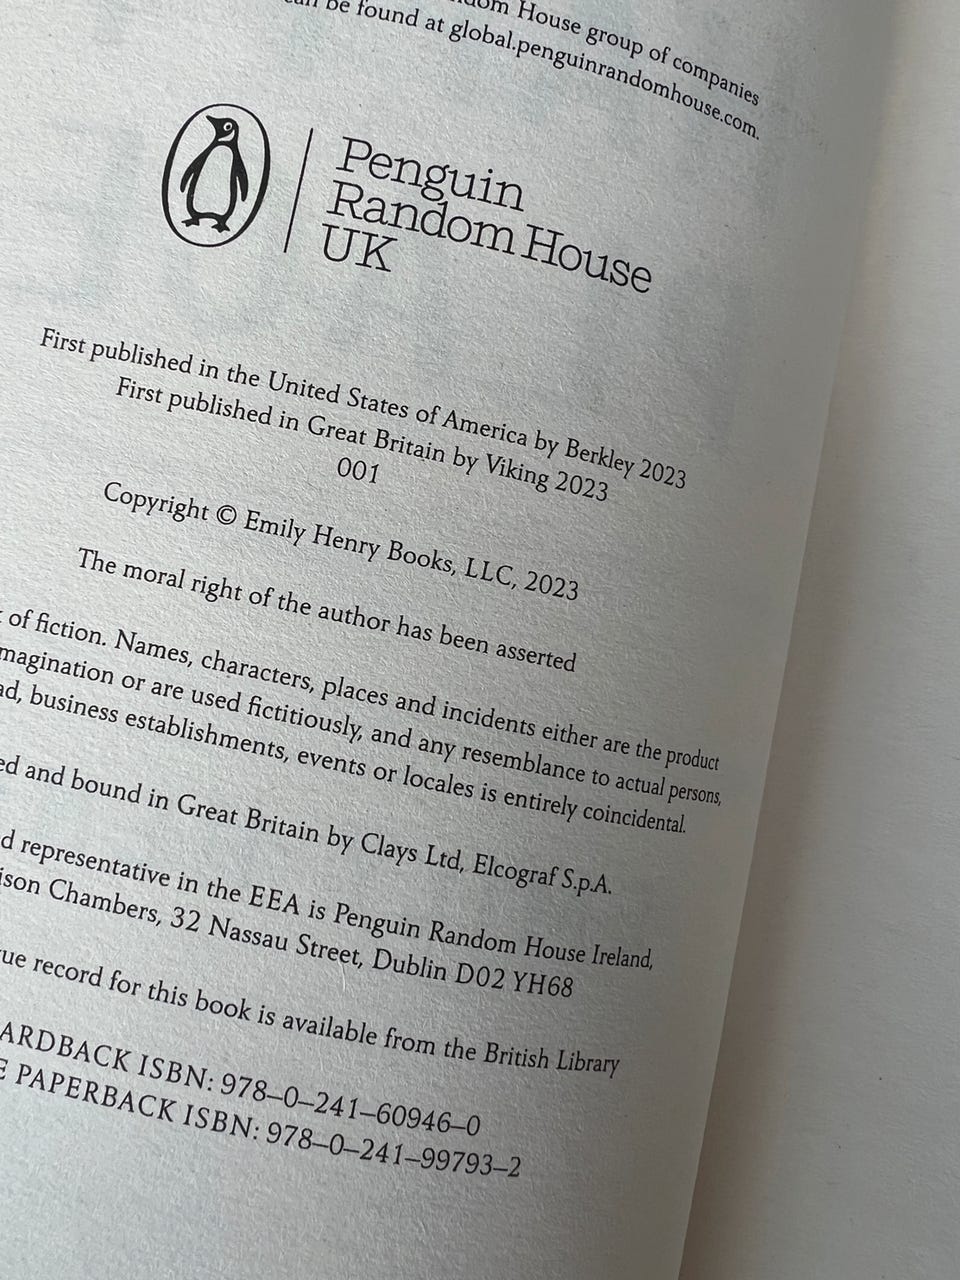 House group of companies
be found at global.penguinrandomhouse.com.
Penguin
Random House
UK
First published in the United States of America by Berkley 2023
First published in Great Britain by Viking 2023
001
Copyright © Emily Henry Books, LLC, 2023
The moral right of the author has been asserted
of fiction. Names, characters, places and incidents either are the product
magination or are used fictitiously, and any resemblance to actual persons,
business establishments, events or locales is entirely coincidental.
and bound in Great Britain by Clays Ltd, Elcograf S.p.A.
representative in the EEA is Penguin Random House Ireland,
Chambers, 32 Nassau Street, Dublin D02 YH68
record for this book is available from the British Library
ARDBACK ISBN: 978–0–241–60946–0
PAPERBACK ISBN: 978–0–241–99793–2